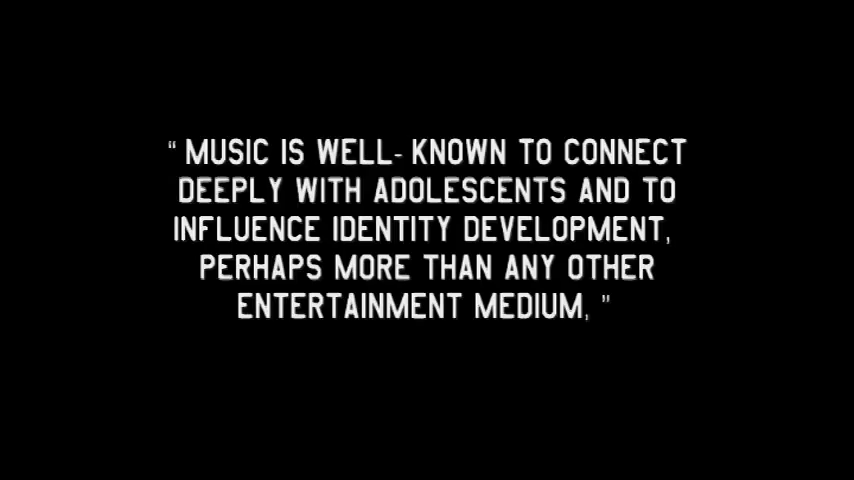 “ MUSIC IS WELL- KNOWN TO CONNECT
DEEPLY WITH ADOLESCENTS AND TO
INFLUENCE IDENTITY DEVELOPMENT,
PERHAPS MORE THAN ANY OTHER
ENTERTAINMENT MEDIUM, ”